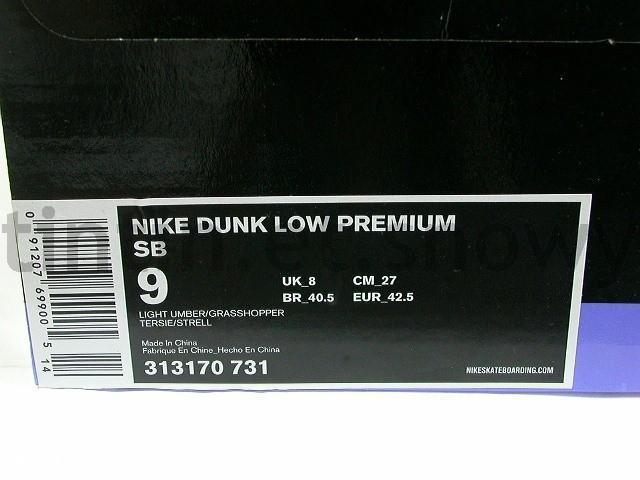 NIKE DUNK LOW PREMIUM
SB
9
UK_8 CM_27
BR_40.5 EUR_42.5
LIGHT UMBER/GRASSHOPPER
TERSIE/STRELL
Made In China
Fabrique En Chine_Hecho En China
313170 731
NIKESKATEBOARDING.COM
0 91207 69900 5 14